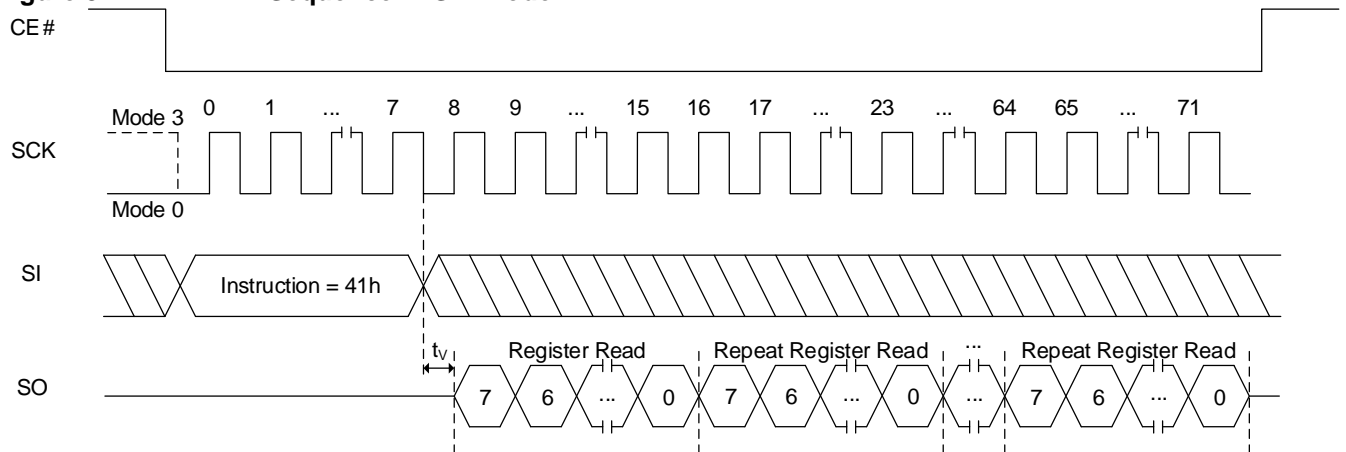 CE#
0 1 ... 7 8 9 ... 15 16 17 ... 23 ... 64 65 ... 71
Mode 3
SCK
Mode 0
SI
Instruction = 41h
tV
Register Read
Repeat Register Read
...
Repeat Register Read
SO
7 6 ... 0 7 6 ... 0 ... 7 6 ... 0